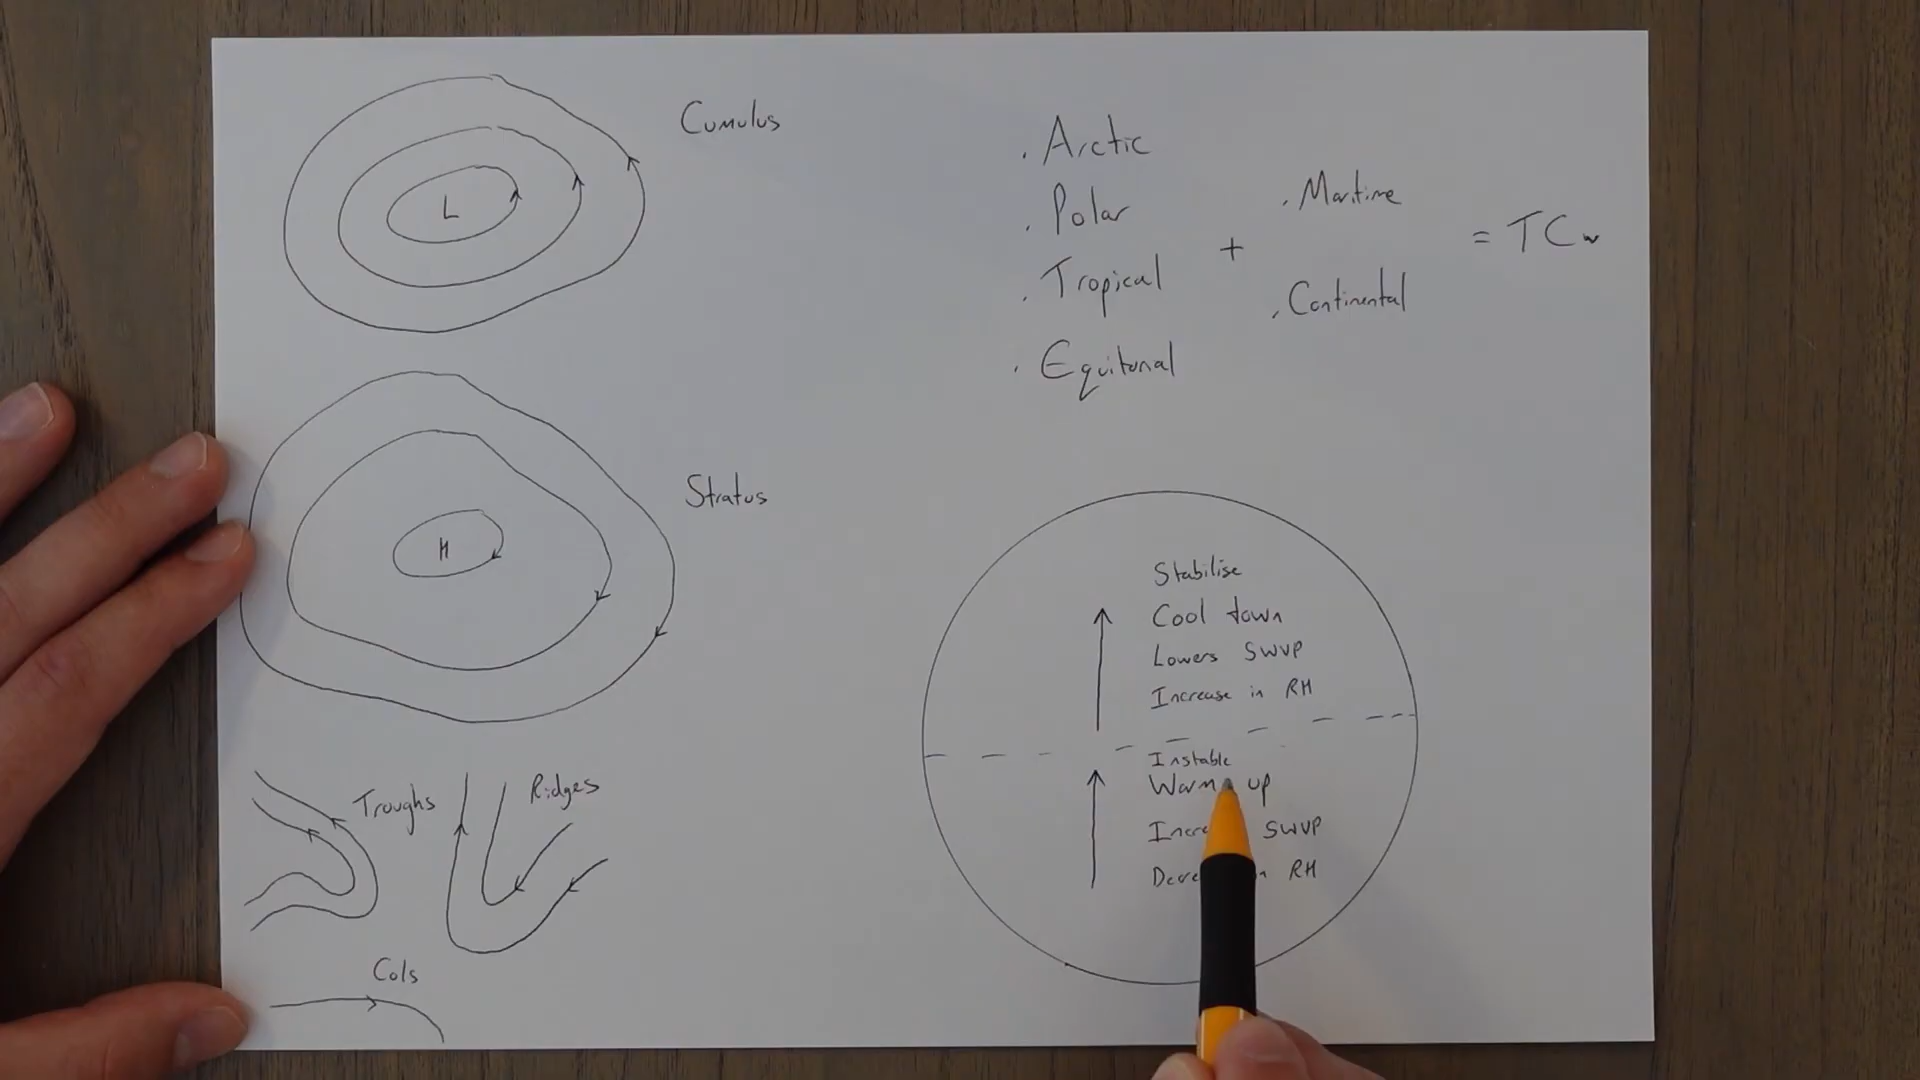 L
Cumulus
H
Stratus
Troughs
Ridges
Cols
. Arctic
. Polar
. Tropical
. Equitorial
+
. Maritime
. Continental
= TCw
Stabilise
Cool down
Lowers SWVP
Increase in RH
Instable
Warm up
SWVP
RH